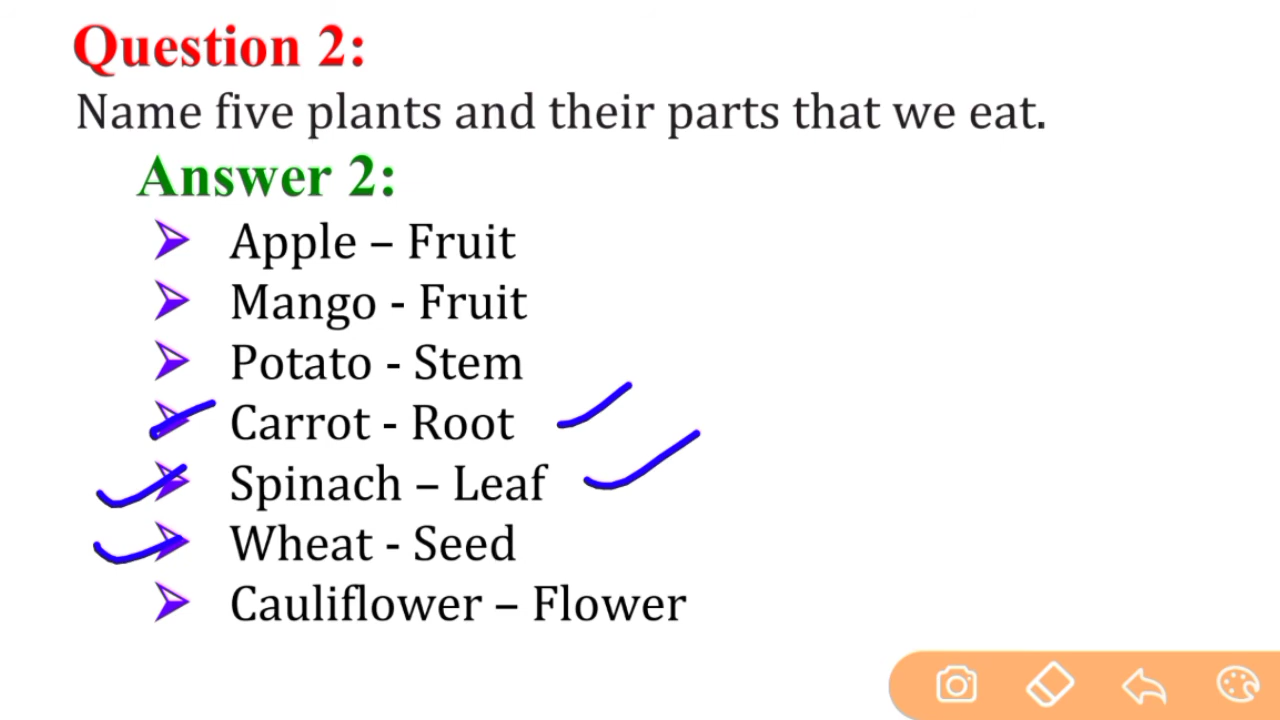 Question 2:
Name five plants and their parts that we eat.
Answer 2:
Apple – Fruit
Mango - Fruit
Potato - Stem
Carrot - Root
Spinach – Leaf
Wheat - Seed
Cauliflower – Flower